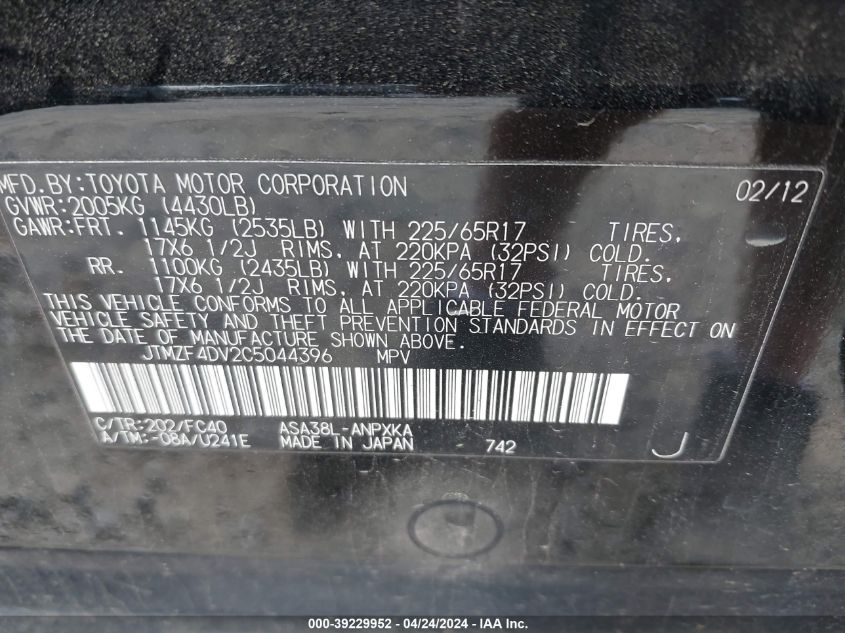 MFD.BY:TOYOTA MOTOR CORPORATION 02/12
GVWR:2005KG (4430LB)
GAWR:FRT. 1145KG (2535LB) WITH 225/65R17 TIRES,
17X6 1/2J RIMS, AT 220KPA (32PSI) COLD.
RR. 1100KG (2435LB) WITH 225/65R17 TIRES,
17X6 1/2J RIMS, AT 220KPA (32PSI) COLD.
THIS VEHICLE CONFORMS TO ALL APPLICABLE FEDERAL MOTOR
VEHICLE SAFETY AND THEFT PREVENTION STANDARDS IN EFFECT ON
THE DATE OF MANUFACTURE SHOWN ABOVE.
JTMZF4DV2C5044396 MPV
C/TR:202/FC40 ASA38L-ANPXKA
A/TM:-08A/U241E MADE IN JAPAN 742 J
000-39229952 - 04/24/2024 - IAA Inc.